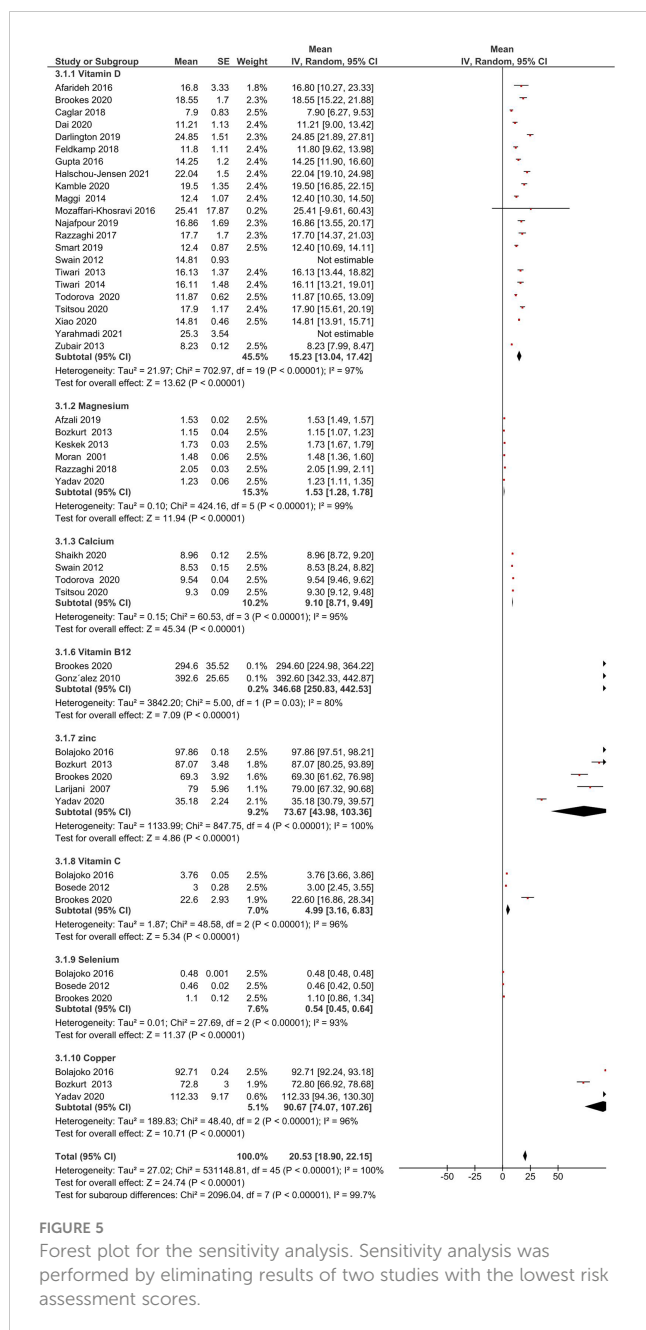 Mean Mean
Study or Subgroup Mean SE Weight IV, Random, 95% CI IV, Random, 95% CI
3.1.1 Vitamin D
Afarideh 2016 16.8 3.33 1.8% 16.80 [10.27, 23.33]
Brookes 2020 18.55 1.7 2.3% 18.55 [15.22, 21.88]
Caglar 2018 7.9 0.83 2.5% 7.90 [6.27, 9.53]
Dai 2020 11.21 1.13 2.4% 11.21 [9.00, 13.42]
Darlington 2019 24.85 1.51 2.4% 24.85 [21.89, 27.81]
Feldkamp 2018 11.8 1.11 2.4% 11.80 [9.62, 13.98]
Gupta 2016 14.25 1.2 2.4% 14.25 [11.90, 16.60]
Halschou-Jensen 2021 22.04 1.5 2.4% 22.04 [19.10, 24.98]
Kamble 2020 19.5 1.35 2.4% 19.50 [16.85, 22.15]
Maggi 2014 12.4 1.07 2.4% 12.40 [10.30, 14.50]
Mozaffari-Khosravi 2016 25.41 17.87 0.2% 25.41 [-9.61, 60.43]
Najafpour 2019 16.86 1.69 2.3% 16.86 [13.55, 20.17]
Razzaghi 2017 17.7 1.7 2.3% 17.70 [14.37, 21.03]
Smart 2019 12.4 0.87 2.5% 12.40 [10.69, 14.11]
Swain 2012 14.81 0.93 Not estimable
Tiwari 2013 16.13 1.37 2.4% 16.13 [13.44, 18.82]
Tiwari 2014 16.11 1.48 2.4% 16.11 [13.21, 19.01]
Todorova 2020 11.87 0.62 2.5% 11.87 [10.65, 13.09]
Tsitsou 2020 17.9 1.17 2.4% 17.90 [15.61, 20.19]
Xiao 2020 14.81 0.46 2.5% 14.81 [13.91, 15.71]
Yarahmadi 2021 25.3 3.54 Not estimable
Zubair 2013 8.23 0.12 2.5% 8.23 [7.99, 8.47]
Subtotal (95% CI) 45.5% 15.23 [13.04, 17.42]
Heterogeneity: Tau² = 21.97; Chi² = 702.97, df = 19 (P < 0.00001); I² = 97%
Test for overall effect: Z = 13.62 (P < 0.00001)
3.1.2 Magnesium
Afzali 2019 1.53 0.02 2.5% 1.53 [1.49, 1.57]
Bozkurt 2013 1.15 0.04 2.5% 1.15 [1.07, 1.23]
Keskek 2013 1.73 0.03 2.5% 1.73 [1.67, 1.79]
Moran 2001 1.48 0.06 2.5% 1.48 [1.36, 1.60]
Razzaghi 2018 2.05 0.03 2.5% 2.05 [1.99, 2.11]
Yadav 2020 1.23 0.06 2.5% 1.23 [1.11, 1.35]
Subtotal (95% CI) 15.3% 1.53 [1.28, 1.78]
Heterogeneity: Tau² = 0.10; Chi² = 424.16, df = 5 (P < 0.00001); I² = 99%
Test for overall effect: Z = 11.94 (P < 0.00001)
3.1.3 Calcium
Shaikh 2020 8.96 0.12 2.5% 8.96 [8.72, 9.20]
Swain 2012 8.53 0.15 2.5% 8.53 [8.24, 8.82]
Todorova 2020 9.54 0.04 2.5% 9.54 [9.46, 9.62]
Tsitsou 2020 9.3 0.09 2.5% 9.30 [9.12, 9.48]
Subtotal (95% CI) 10.2% 9.10 [8.71, 9.49]
Heterogeneity: Tau² = 0.15; Chi² = 60.53, df = 3 (P < 0.00001); I² = 95%
Test for overall effect: Z = 45.34 (P < 0.00001)
3.1.6 Vitamin B12
Brookes 2020 294.6 35.52 0.1% 294.60 [224.98, 364.22]
Gonz´alez 2010 392.6 25.65 0.1% 392.60 [342.33, 442.87]
Subtotal (95% CI) 0.2% 346.68 [250.83, 442.53]
Heterogeneity: Tau² = 3842.20; Chi² = 5.00, df = 1 (P = 0.03); I² = 80%
Test for overall effect: Z = 7.09 (P < 0.00001)
3.1.7 zinc
Bolajoko 2016 97.86 0.18 2.5% 97.86 [97.51, 98.21]
Bozkurt 2013 87.07 3.48 1.8% 87.07 [80.25, 93.89]
Brookes 2020 69.3 3.92 1.6% 69.30 [61.62, 76.98]
Larijani 2007 79 5.96 1.1% 79.00 [67.32, 90.68]
Yadav 2020 35.18 2.24 2.1% 35.18 [30.79, 39.57]
Subtotal (95% CI) 9.2% 73.67 [43.98, 103.36]
Heterogeneity: Tau² = 1133.99; Chi² = 847.75, df = 4 (P < 0.00001); I² = 100%
Test for overall effect: Z = 4.86 (P < 0.00001)
3.1.8 Vitamin C
Bolajoko 2016 3.76 0.05 2.5% 3.76 [3.66, 3.86]
Bosede 2012 3 0.28 2.5% 3.00 [2.45, 3.55]
Brookes 2020 22.6 2.93 1.9% 22.60 [16.86, 28.34]
Subtotal (95% CI) 7.0% 4.99 [3.16, 6.83]
Heterogeneity: Tau² = 1.87; Chi² = 48.58, df = 2 (P < 0.00001); I² = 96%
Test for overall effect: Z = 5.34 (P < 0.00001)
3.1.9 Selenium
Bolajoko 2016 0.48 0.001 2.5% 0.48 [0.48, 0.48]
Bosede 2012 0.46 0.02 2.5% 0.46 [0.42, 0.50]
Brookes 2020 1.1 0.12 2.5% 1.10 [0.86, 1.34]
Subtotal (95% CI) 7.6% 0.54 [0.45, 0.64]
Heterogeneity: Tau² = 0.01; Chi² = 27.69, df = 2 (P < 0.00001); I² = 93%
Test for overall effect: Z = 11.37 (P < 0.00001)
3.1.10 Copper
Bolajoko 2016 92.71 0.24 2.5% 92.71 [92.24, 93.18]
Bozkurt 2013 72.8 3 1.9% 72.80 [66.92, 78.68]
Yadav 2020 112.33 9.17 0.6% 112.33 [94.36, 130.30]
Subtotal (95% CI) 5.1% 90.67 [74.07, 107.26]
Heterogeneity: Tau² = 189.83; Chi² = 48.40, df = 2 (P < 0.00001); I² = 96%
Test for overall effect: Z = 10.71 (P < 0.00001)
Total (95% CI) 100.0% 20.53 [18.90, 22.15]
Heterogeneity: Tau² = 27.02; Chi² = 531148.81, df = 45 (P < 0.00001); I² = 100%
Test for overall effect: Z = 24.74 (P < 0.00001)
Test for subgroup differences: Chi² = 2096.04, df = 7 (P < 0.00001), I² = 99.7%
-50 -25 0 25 50
FIGURE 5
Forest plot for the sensitivity analysis. Sensitivity analysis was
performed by eliminating results of two studies with the lowest risk
assessment scores.